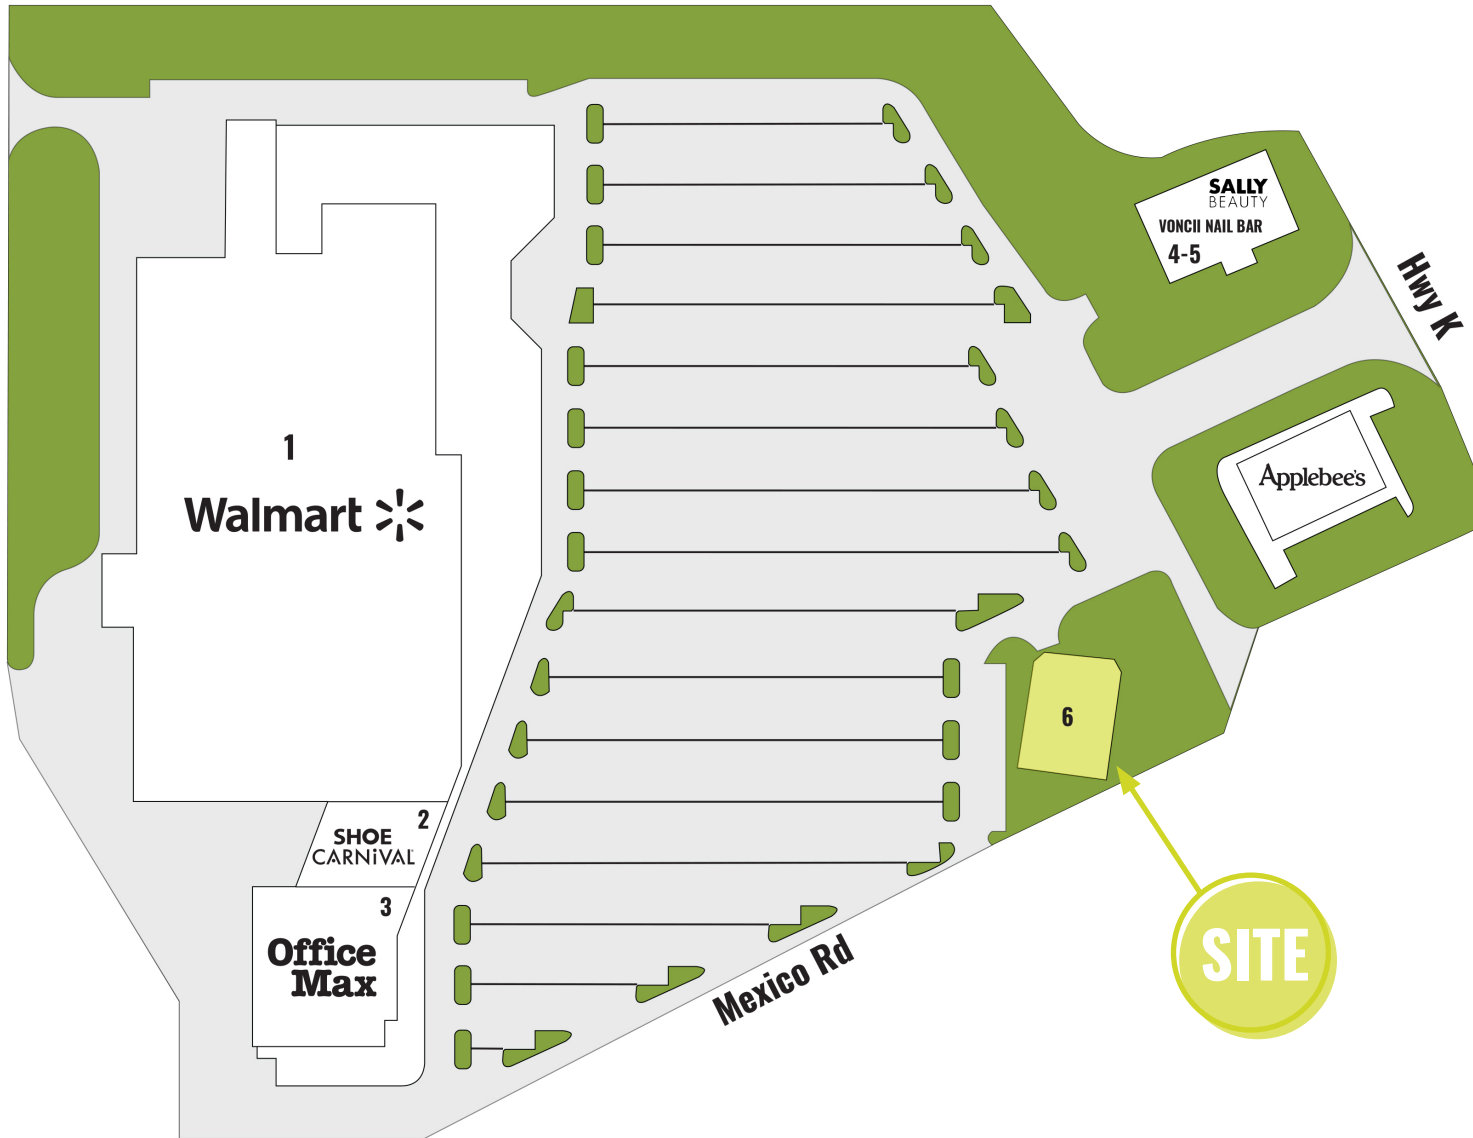 SALLY
BEAUTY
VONCII NAIL BAR
4-5
Hwy K
1
Walmart
Applebee's
6
2
SHOE
CARNiVAL
3
Office
Max
Mexico Rd
SITE